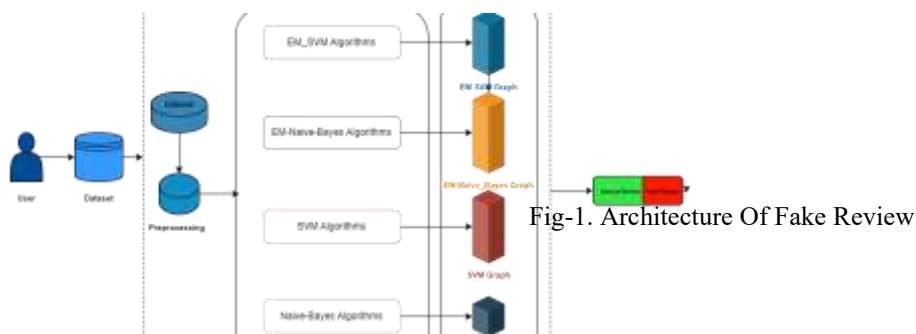 EM_SVM Algorithms
EM SVM Graph
EM-Naive-Bayes Algorithms
EM-Naive_Bayes Graph
User
Dataset
Preprocessing
SVM Algorithms
SVM Graph
Naive-Bayes Algorithms
Fig-1. Architecture Of Fake Review